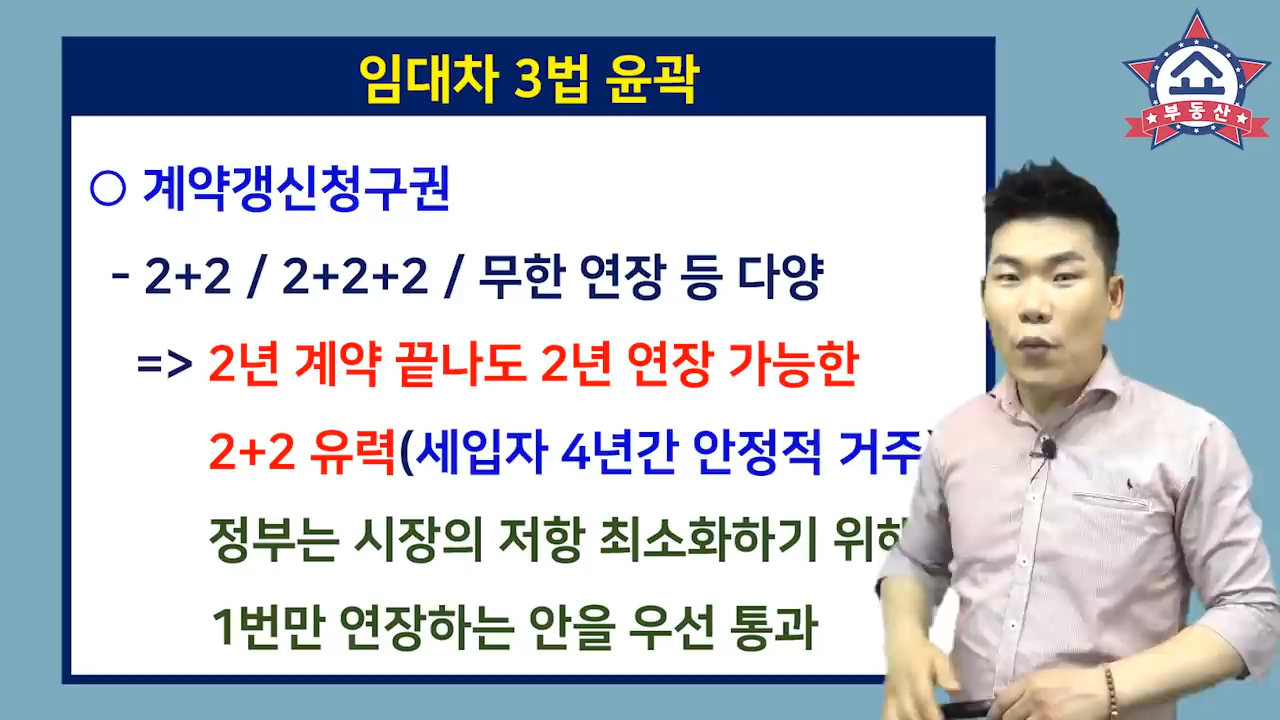 임대차 3법 윤곽
부동산
○ 계약갱신청구권
- 2+2 / 2+2+2 / 무한 연장 등 다양
=> 2년 계약 끝나도 2년 연장 가능한
2+2 유력(세입자 4년간 안정적 거주)
정부는 시장의 저항 최소화하기
1번만 연장하는 안을 우선 통과